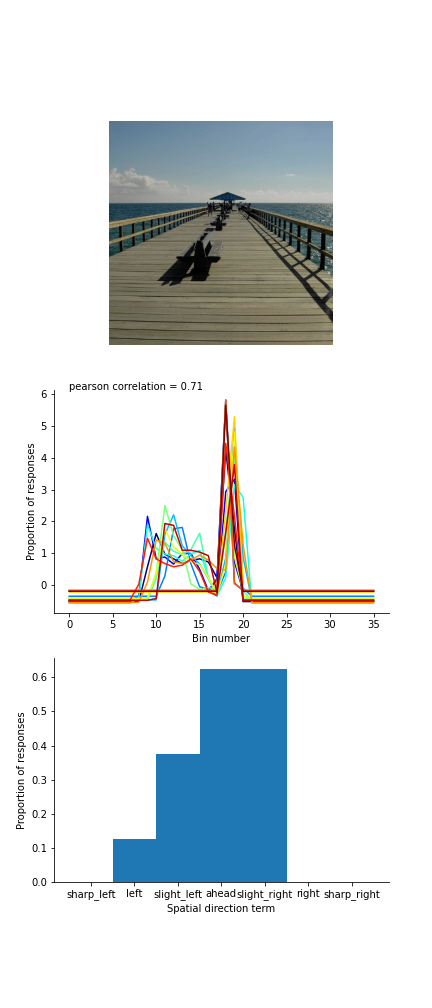 pearson correlation = 0.71
6
5
4
3
2
1
0
Proportion of responses
0 5 10 15 20 25 30 35
Bin number
0.6
0.5
0.4
0.3
0.2
0.1
0.0
Proportion of responses
sharp_left left slight_left ahead slight_right right sharp_right
Spatial direction term